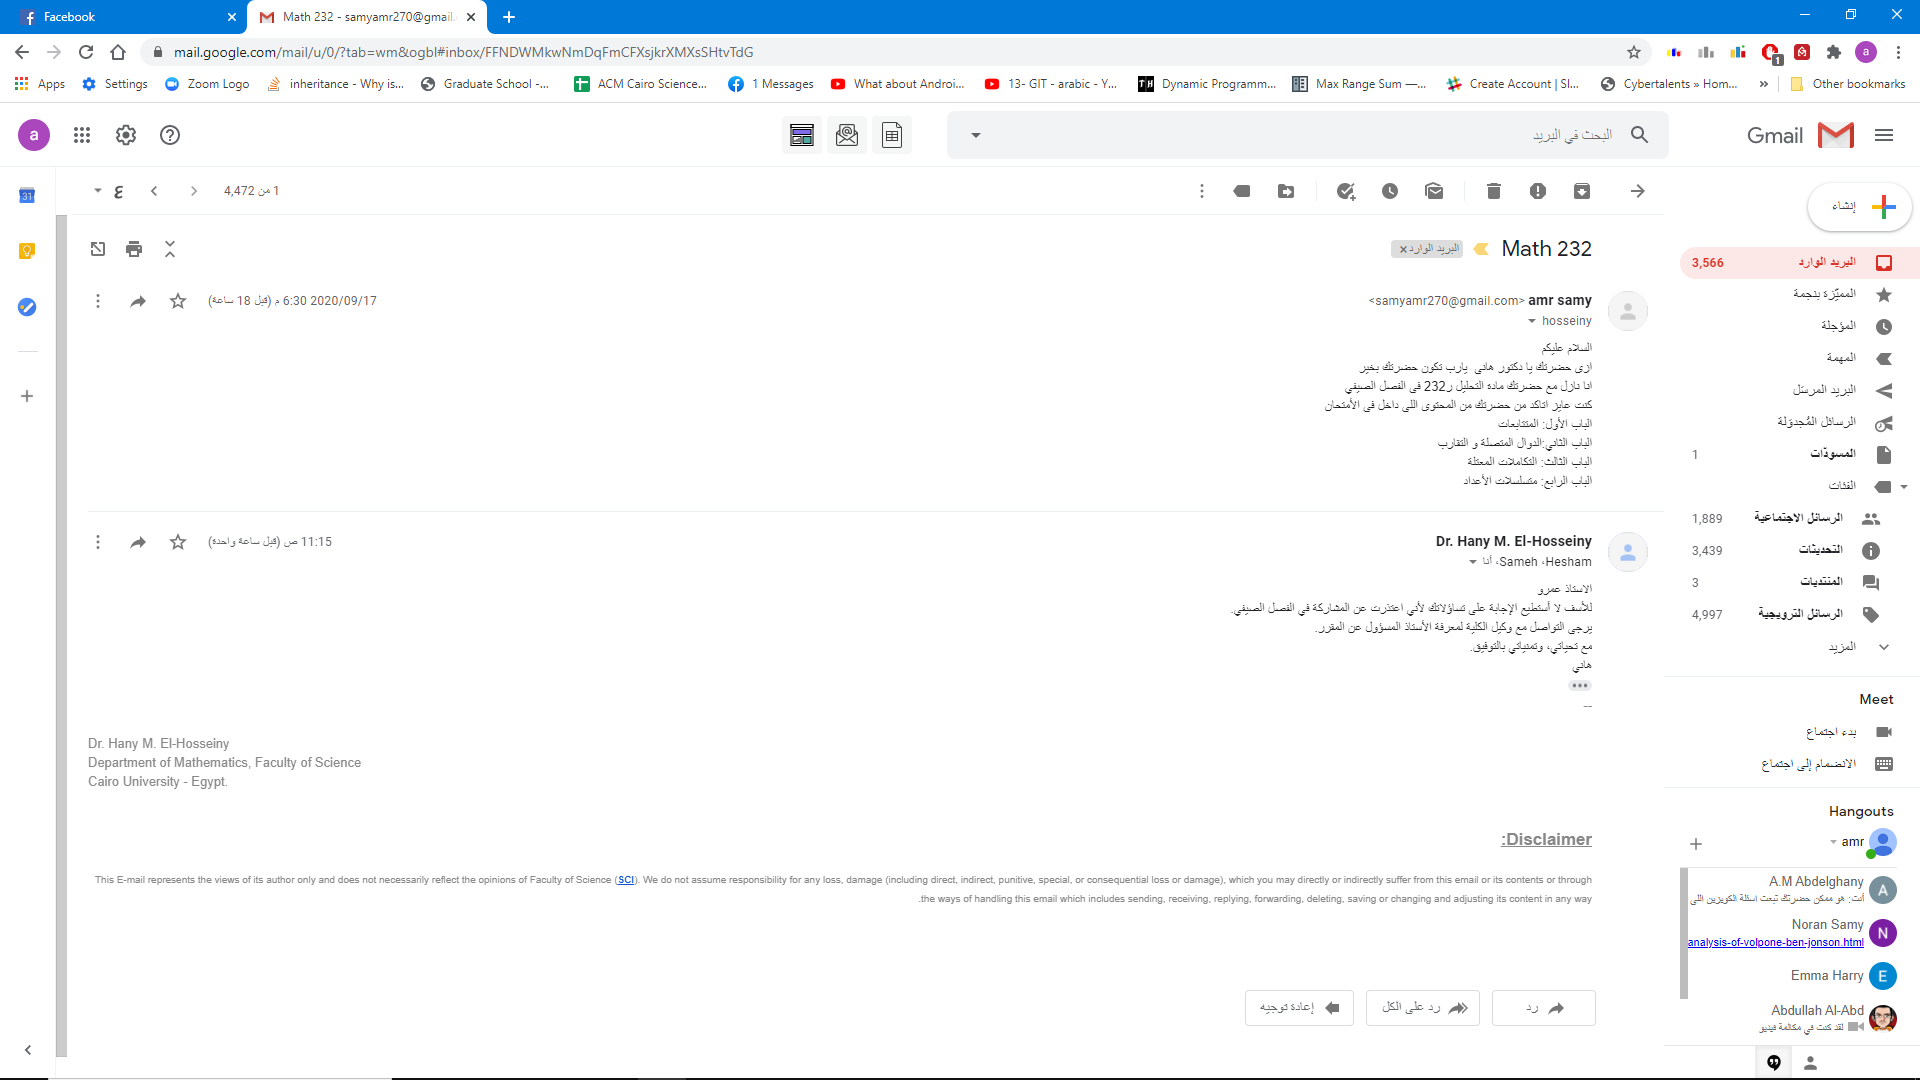 Facebook
Math 232 - samyamr270@gmail.
mail.google.com/mail/u/0/?tab=wm&ogbl#inbox/FFNDWMkwNmDqFmCFXsjkrXMXsSHtvTdG
Apps
Settings
Zoom Logo
inheritance - Why is...
Graduate School -...
ACM Cairo Science...
1 Messages
What about Androi...
13- GIT - arabic - Y...
Dynamic Programm...
Max Range Sum —...
Create Account | Sl...
Cybertalents » Hom...
Other bookmarks
a
البحث في البريد
Gmail
1 من 4,472
ع
Math 232
البريد الوارد ×
amr samy <samyamr270@gmail.com>
2020/09/17 6:30 م (قبل 18 ساعة)
hosseiny
السلام عليكم
ازى حضرتك يا دكتور هانى يارب تكون حضرتك بخير
انا نازل مع حضرتك ماده التحليل ر232 فى الفصل الصيفي
كنت عايز اتاكد من حضرتك من المحتوى اللى داخل فى الأمتحان
الباب الأول: المتتابعات
الباب الثاني:الدوال المتصلة و التقارب
الباب الثالث: التكاملات المعتلة
الباب الرابع: متسلسلات الأعداد
Dr. Hany M. El-Hosseiny
11:15 ص (قبل ساعة واحدة)
Sameh ،Hesham، أنا
الاستاذ عمرو
للأسف لا أستطيع الإجابة على تساؤلاتك لأني اعتذرت عن المشاركة في الفصل الصيفي.
يرجى التواصل مع وكيل الكلية لمعرفة الأستاذ المسؤول عن المقرر.
مع تحياتي، وتمنياتي بالتوفيق.
هاني
--
Dr. Hany M. El-Hosseiny
Department of Mathematics, Faculty of Science
Cairo University - Egypt.
:Disclaimer
This E-mail represents the views of its author only and does not necessarily reflect the opinions of Faculty of Science (SCI). We do not assume responsibility for any loss, damage (including direct, indirect, punitive, special, or consequential loss or damage), which you may directly or indirectly suffer from this email or its contents or through
.the ways of handling this email which includes sending, receiving, replying, forwarding, deleting, saving or changing and adjusting its content in any way
رد
رد على الكل
إعادة توجيه
إنشاء
البريد الوارد 3,566
المميّزة بنجمة
المؤجلة
المهمة
البريد المرسَل
الرسائل المُجدوَلة
المسودّات 1
الفئات
الرسائل الاجتماعية 1,889
التحديثات 3,439
المنتديات 3
الرسائل الترويجية 4,997
المزيد
Meet
بدء اجتماع
الانضمام إلى اجتماع
Hangouts
amr
A.M Abdelghany
A
أنت: هو ممكن حضرتك تبعت اسئلة الكويزين اللى
Noran Samy
N
analysis-of-volpone-ben-jonson.html
Emma Harry
E
Abdullah Al-Abd
لقد كنت في مكالمة فيديو
31
1